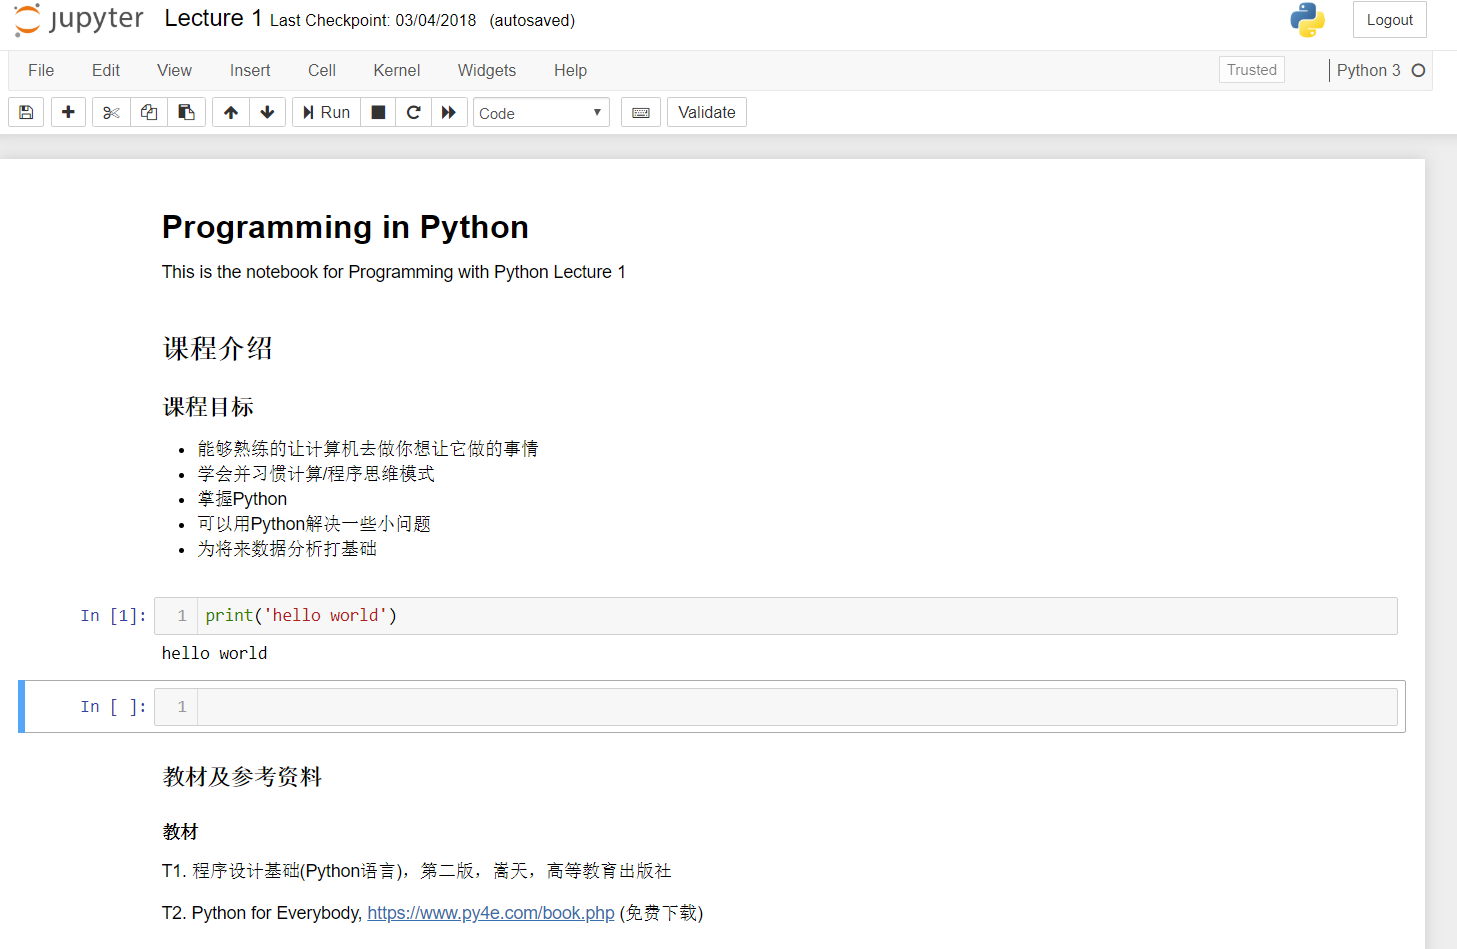 jupyter Lecture 1 Last Checkpoint: 03/04/2018 (autosaved) Logout
File Edit View Insert Cell Kernel Widgets Help Trusted Python 3
Run Code Validate
Programming in Python
This is the notebook for Programming with Python Lecture 1
课程介绍
课程目标
能够熟练的让计算机去做你想让它做的事情
学会并习惯计算/程序思维模式
掌握Python
可以用Python解决一些小问题
为将来数据分析打基础
In [1]: 1 print('hello world')
hello world
In [ ]: 1
教材及参考资料
教材
T1. 程序设计基础(Python语言)，第二版，嵩天，高等教育出版社
T2. Python for Everybody, https://www.py4e.com/book.php (免费下载)